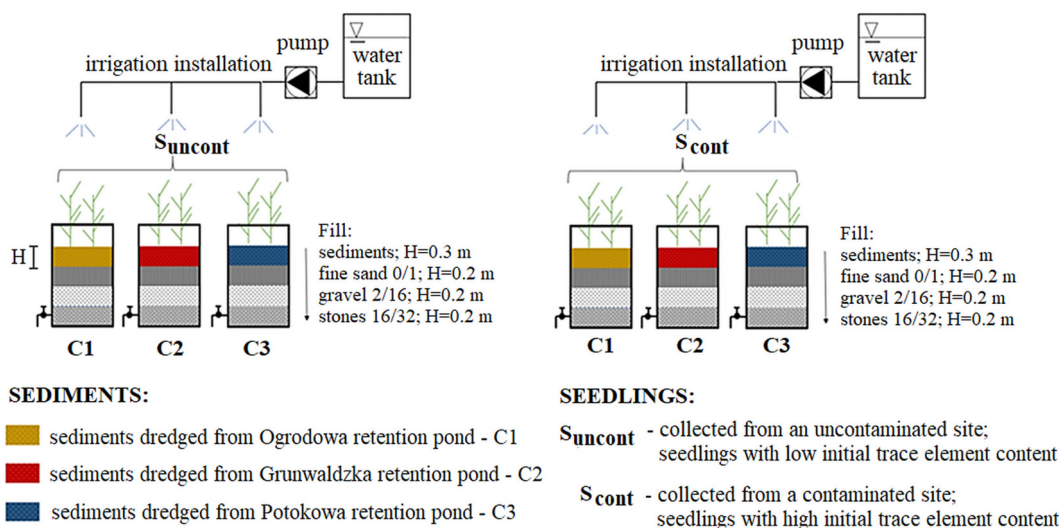 pump
irrigation installation
water
tank
S uncont
H
Fill:
sediments; H=0.3 m
fine sand 0/1; H=0.2 m
gravel 2/16; H=0.2 m
stones 16/32; H=0.2 m
C1
C2
C3
pump
irrigation installation
water
tank
S cont
Fill:
sediments; H=0.3 m
fine sand 0/1; H=0.2 m
gravel 2/16; H=0.2 m
stones 16/32; H=0.2 m
C1
C2
C3
SEDIMENTS:
sediments dredged from Ogrodowa retention pond - C1
sediments dredged from Grunwaldzka retention pond - C2
sediments dredged from Potokowa retention pond - C3
SEEDLINGS:
S uncont - collected from an uncontaminated site;
seedlings with low initial trace element content
S cont - collected from a contaminated site;
seedlings with high initial trace element content